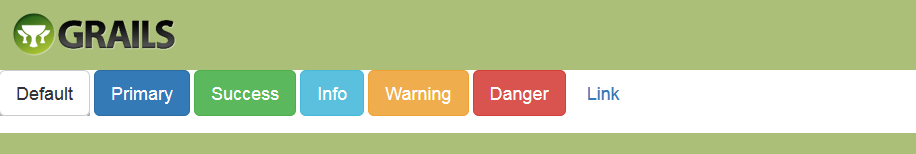 GRAILS
Default Primary Success Info Warning Danger Link